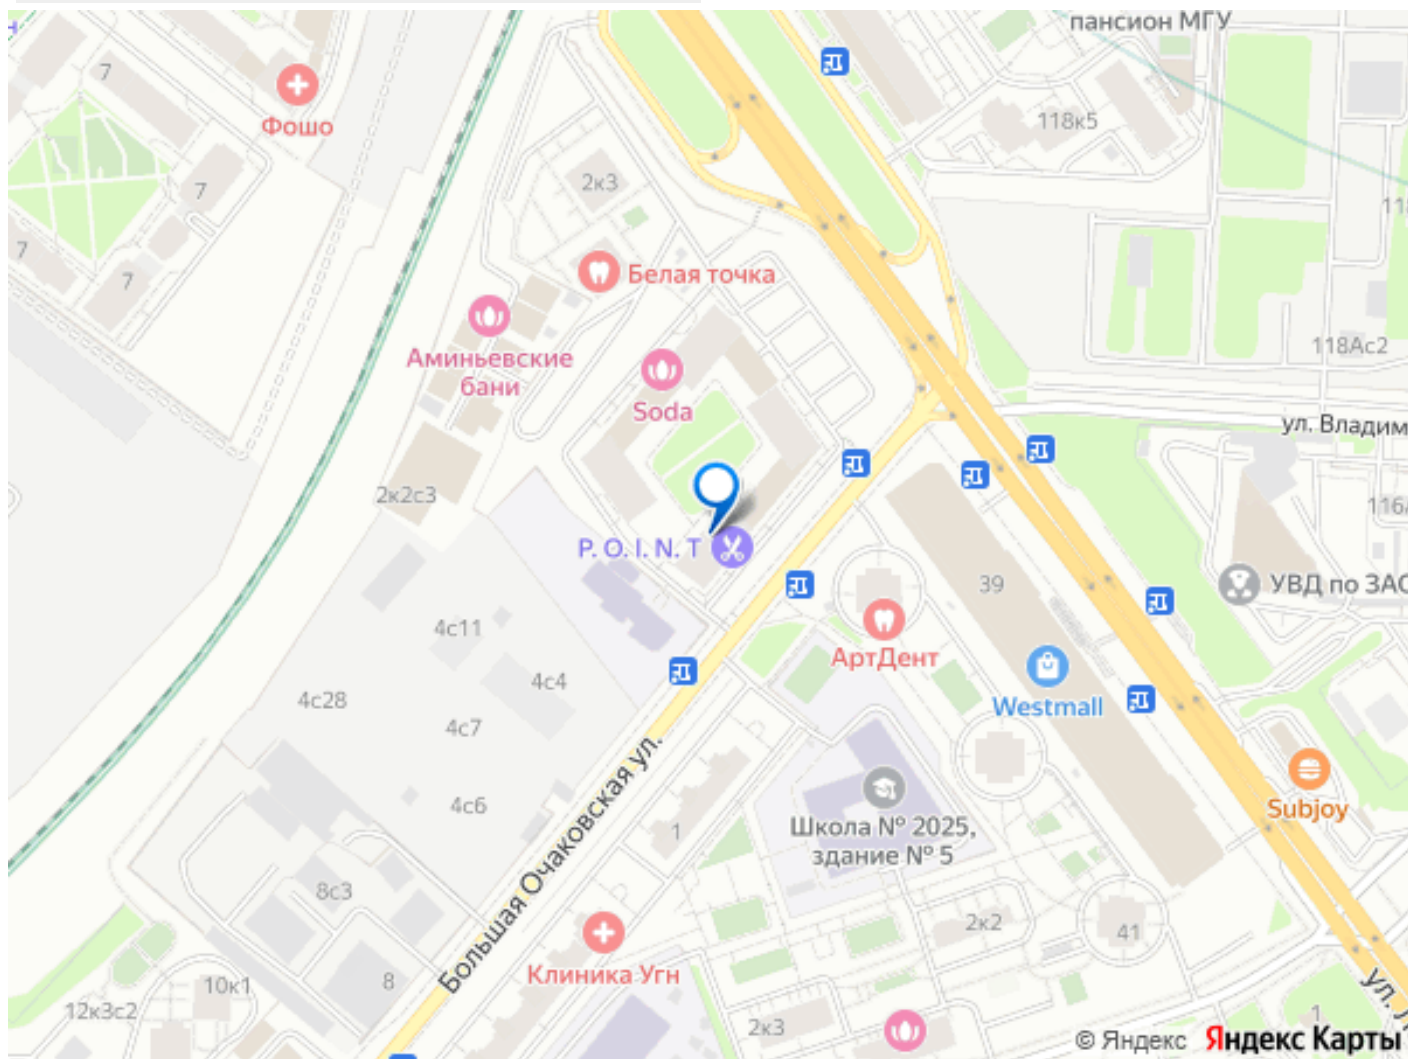 пансион МГУ
7
Фошо
118к5
7
2к3
7
7
Белая точка
Аминьевские
бани
118Ас2
Soda
ул. Владим
2к2с3
P. O. I. N. T
39
УВД по ЗАО
4с11
АртДент
4с4
4с28
Westmall
4с7
4с6
Subjoy
1
Школа № 2025,
здание № 5
Большая Очаковская ул.
8с3
2к2
41
Клиника Угн
10к1
8
12к3с2
2к3
1
ул. Л
© Яндекс Яндекс Карты